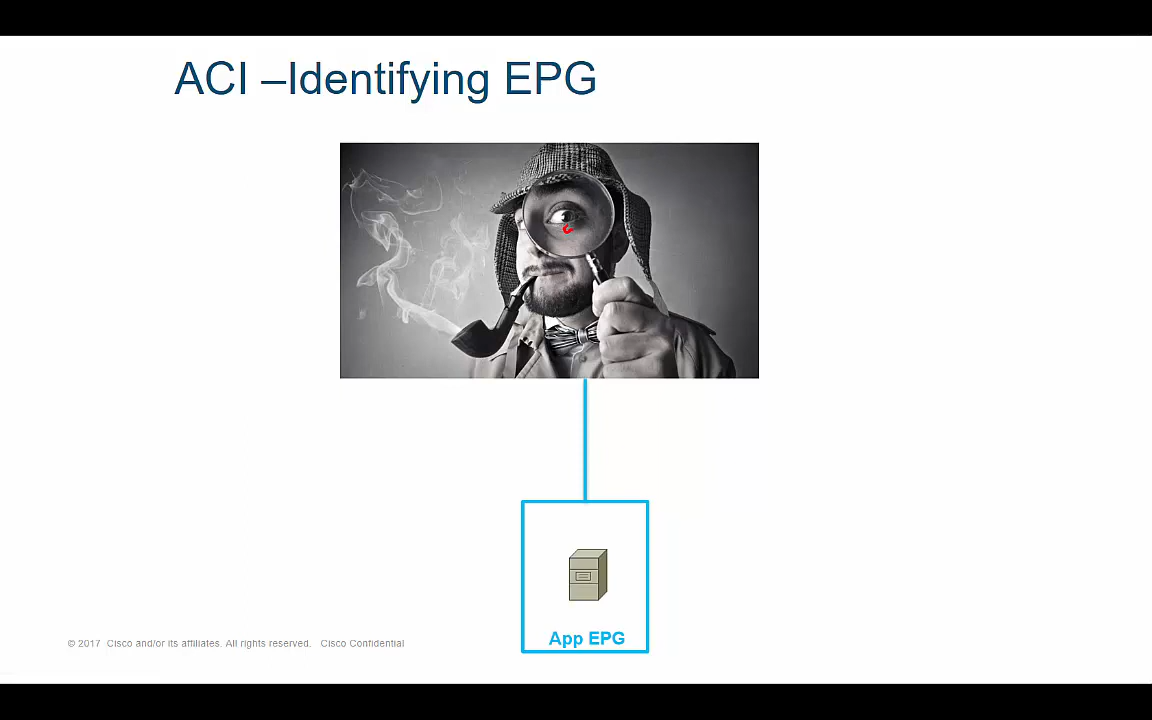 ACI –Identifying EPG
App EPG
© 2017 Cisco and/or its affiliates. All rights reserved. Cisco Confidential